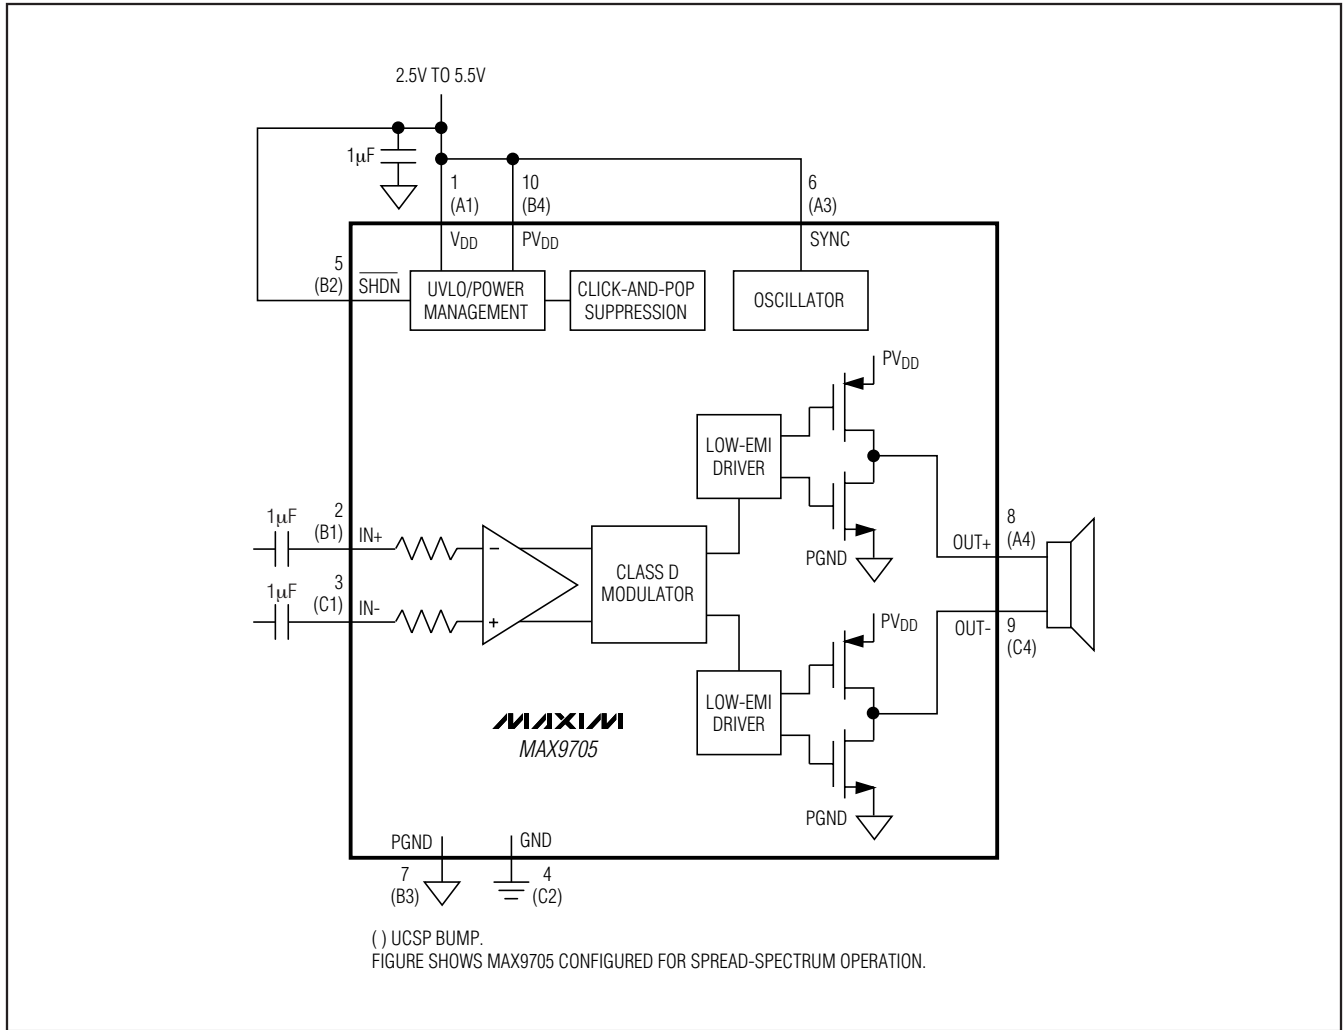 2.5V TO 5.5V
1µF
1
(A1)
10
(B4)
6
(A3)
VDD
PVDD
SYNC
5
(B2)
SHDN
UVLO/POWER
MANAGEMENT
CLICK-AND-POP
SUPPRESSION
OSCILLATOR
PVDD
LOW-EMI
DRIVER
PGND
1µF
2
(B1)
IN+
−
1µF
3
(C1)
IN-
+
CLASS D
MODULATOR
OUT+
8
(A4)
OUT-
9
(C4)
PVDD
LOW-EMI
DRIVER
PGND
MAXIM
MAX9705
PGND
GND
7
(B3)
4
(C2)
( ) UCSP BUMP.
FIGURE SHOWS MAX9705 CONFIGURED FOR SPREAD-SPECTRUM OPERATION.